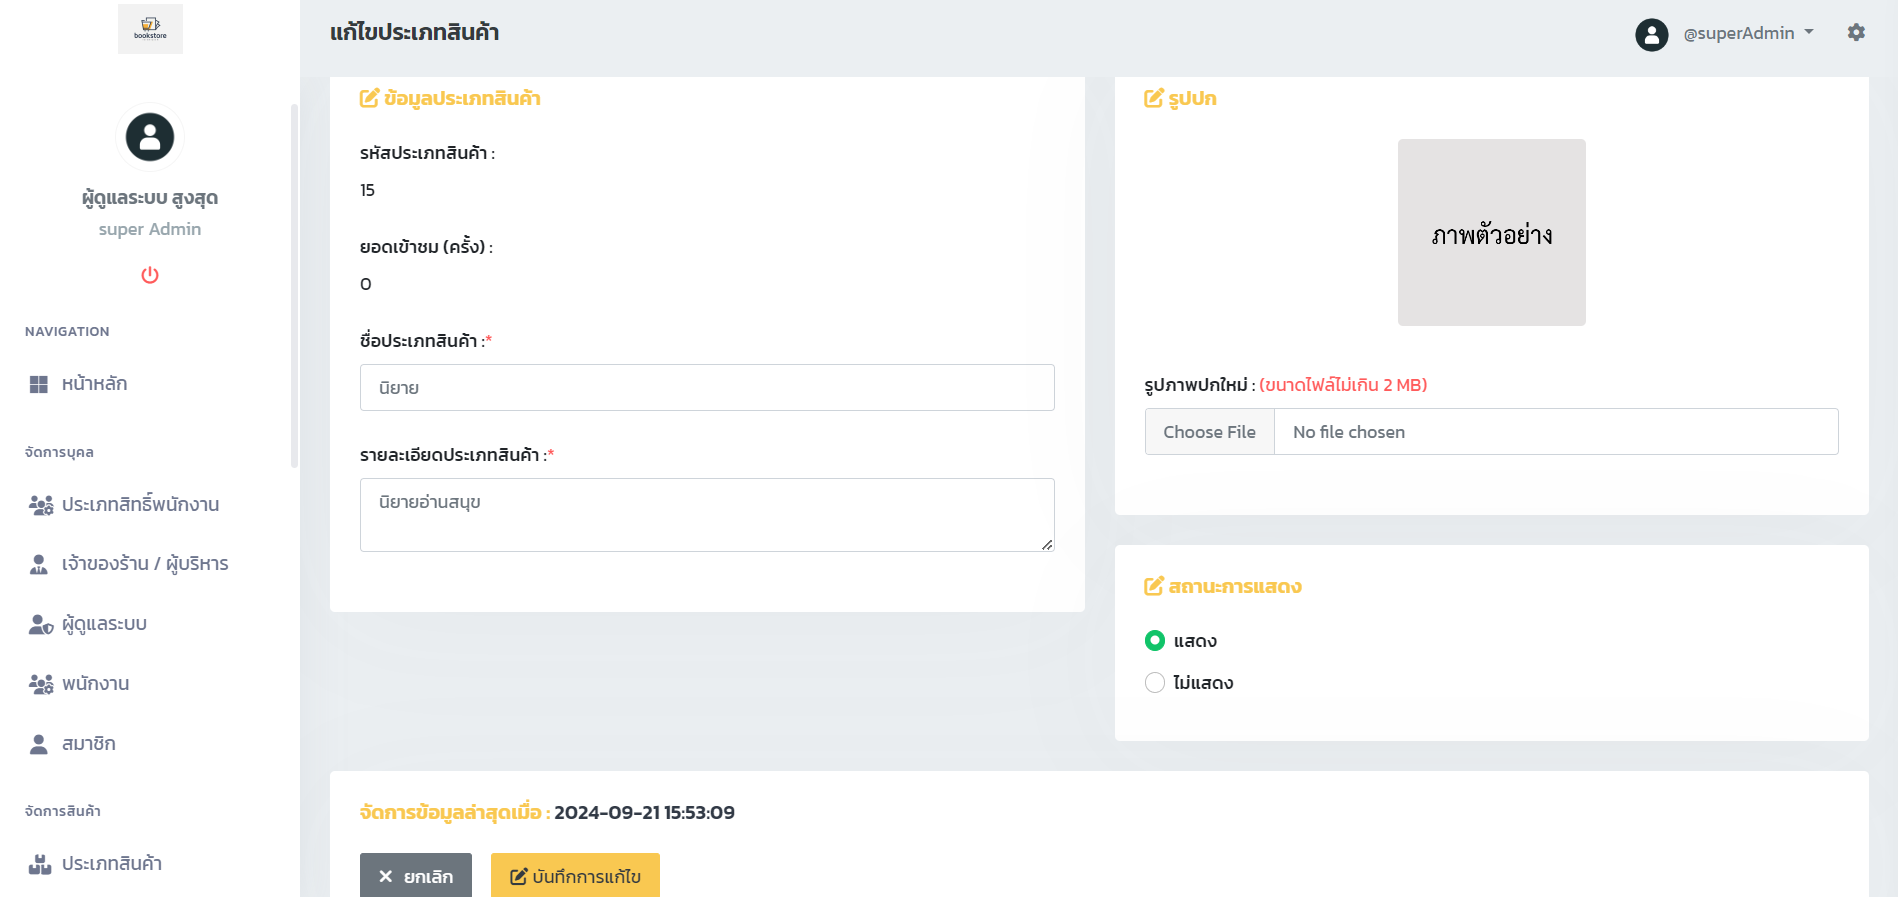 bookstore
ผู้ดูแลระบบ สูงสุด
super Admin
NAVIGATION
หน้าหลัก
จัดการบุคล
ประเภทสิทธิ์พนักงาน
เจ้าของร้าน / ผู้บริหาร
ผู้ดูแลระบบ
พนักงาน
สมาชิก
จัดการสินค้า
ประเภทสินค้า
แก้ไขประเภทสินค้า
@superAdmin
ข้อมูลประเภทสินค้า
รหัสประเภทสินค้า :
15
ยอดเข้าชม (ครั้ง) :
0
ชื่อประเภทสินค้า :*
นิยาย
รายละเอียดประเภทสินค้า :*
นิยายอ่านสนุข
รูปปก
ภาพตัวอย่าง
รูปภาพปกใหม่ : (ขนาดไฟล์ไม่เกิน 2 MB)
Choose File No file chosen
สถานะการแสดง
แสดง
ไม่แสดง
จัดการข้อมูลล่าสุดเมื่อ : 2024-09-21 15:53:09
ยกเลิก บันทึกการแก้ไข